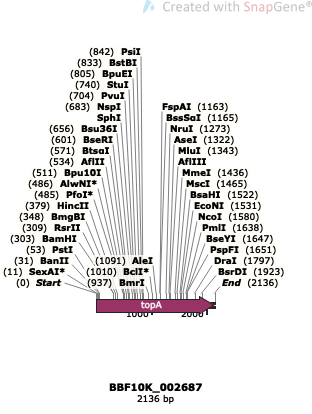 Created with SnapGene®
(842) PsiI
(833) BstBI
(805) BpuEI
(740) StuI
(704) PvuI
(683) NspI FspAI (1163)
SphI BssSαI (1165)
(656) Bsu36I NruI (1273)
(601) BseRI AseI (1322)
(571) BtsαI MluI (1343)
(534) AflII AflIII
(511) Bpu10I MmeI (1436)
(486) AlwNI* MscI (1465)
(485) PfoI* BsaHI (1522)
(379) HincII EcoNI (1531)
(348) BmgBI NcoI (1580)
(309) RsrII PmlI (1638)
(303) BamHI BseYI (1647)
(53) PstI PspFI (1651)
(31) BanII (1091) AleI DraI (1797)
(11) SexAI* (1010) BclI* BsrDI (1923)
(0) Start (937) BmrI End (2136)
topA
1000 2000
BBF10K_002687
2136 bp